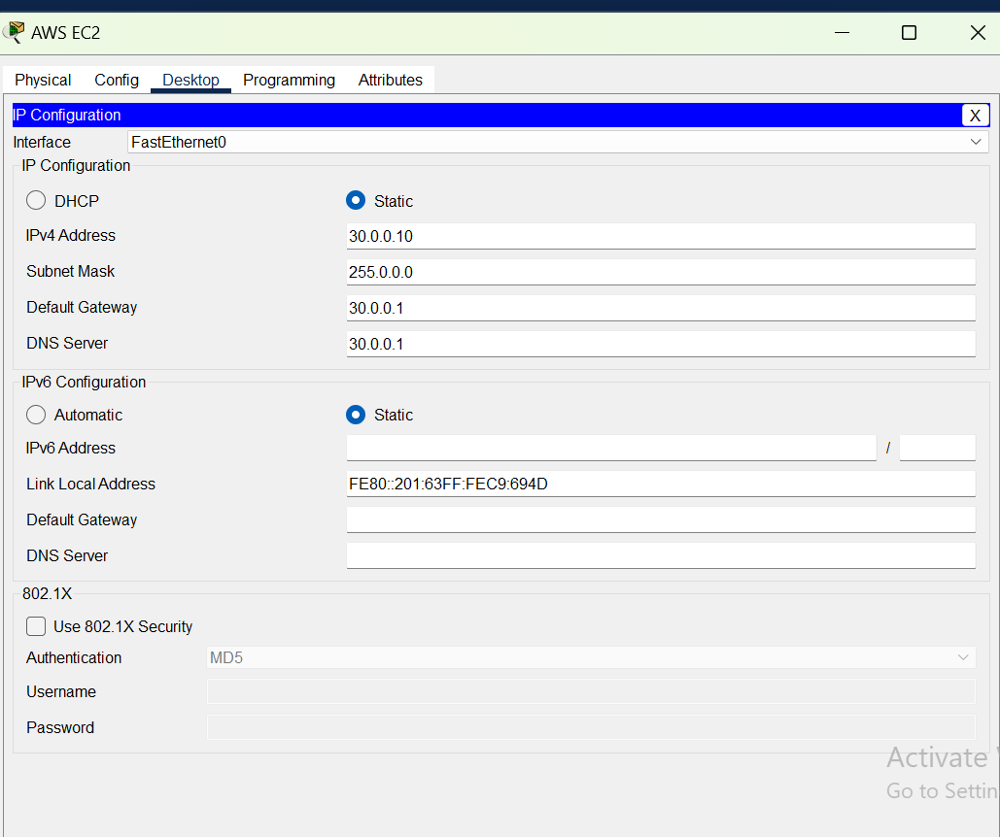 AWS EC2
Physical Config Desktop Programming Attributes
IP Configuration X
Interface FastEthernet0
IP Configuration
DHCP Static
IPv4 Address 30.0.0.10
Subnet Mask 255.0.0.0
Default Gateway 30.0.0.1
DNS Server 30.0.0.1
IPv6 Configuration
Automatic Static
IPv6 Address /
Link Local Address FE80::201:63FF:FEC9:694D
Default Gateway
DNS Server
802.1X
Use 802.1X Security
Authentication MD5
Username
Password
Activate
Go to Settin